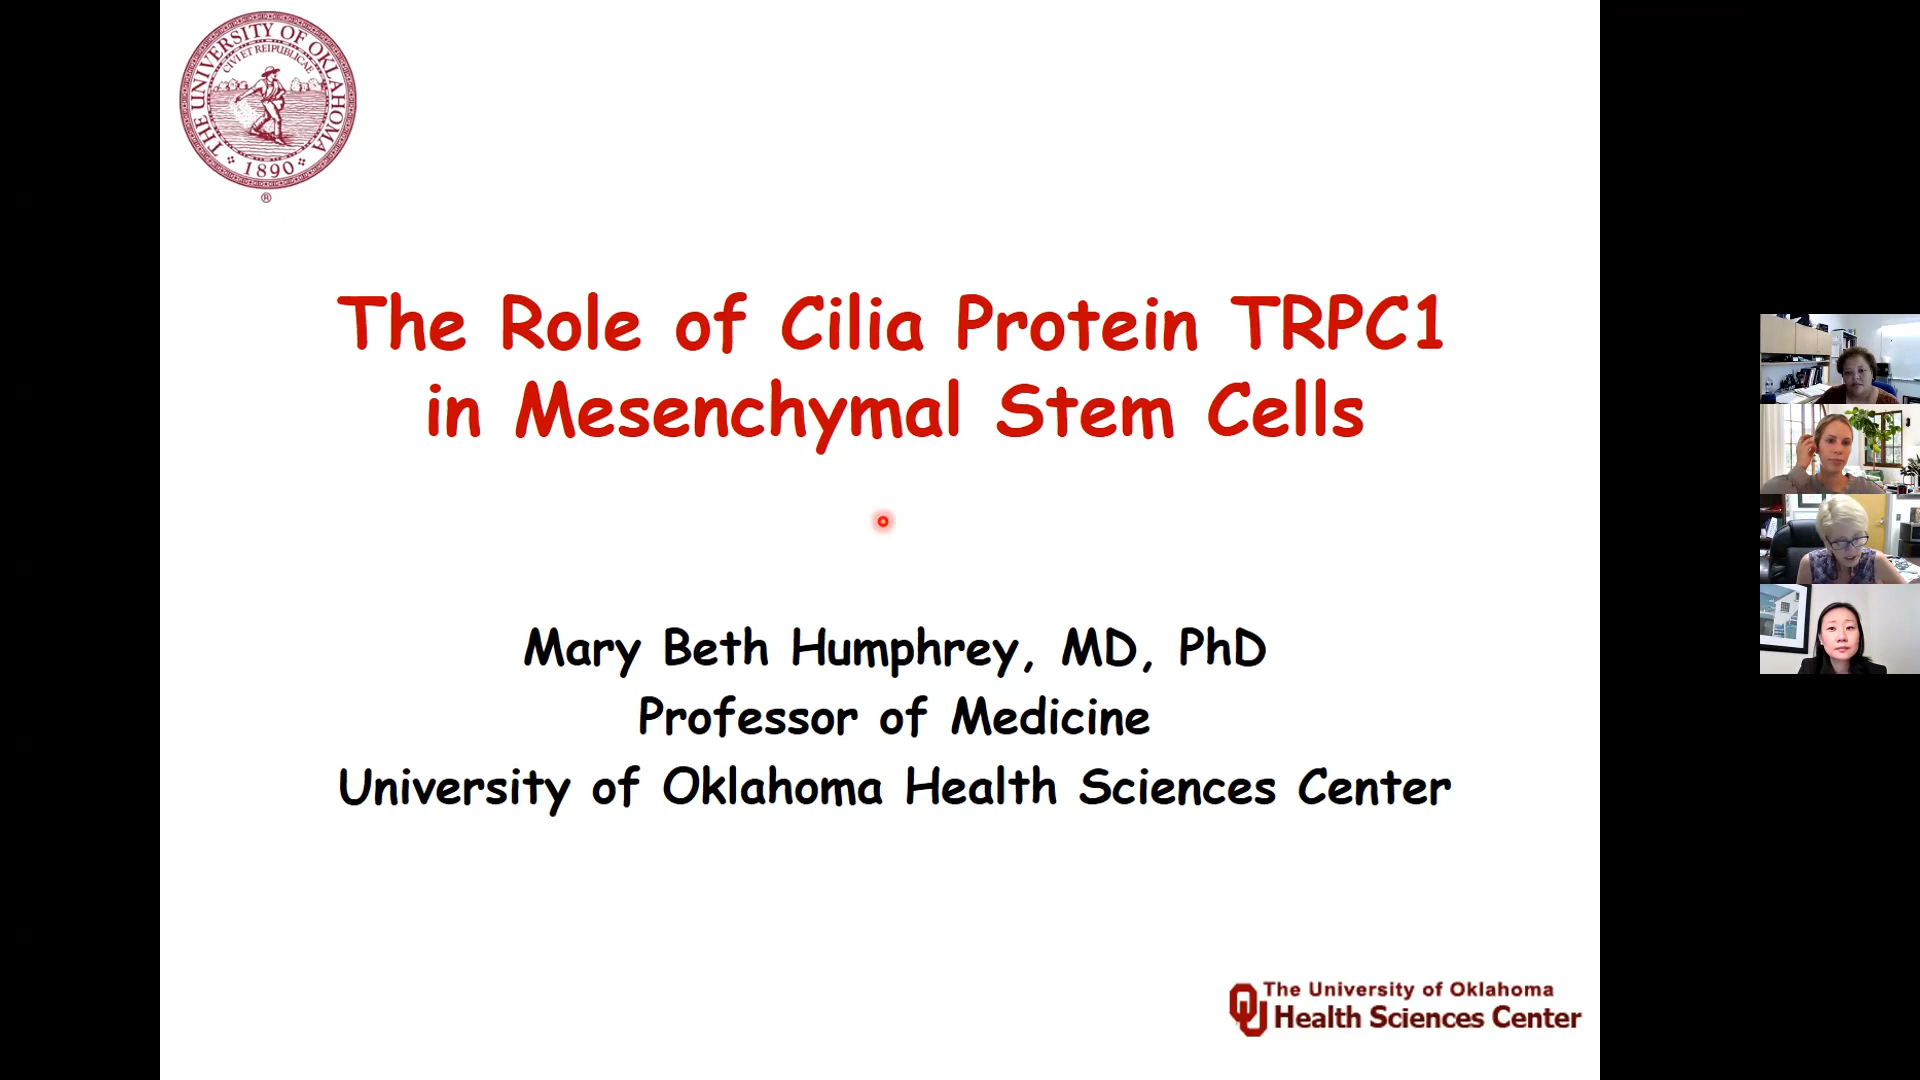 THE UNIVERSITY OF OKLAHOMA
CIVI ET REIPUBLICAE
1890
®
The Role of Cilia Protein TRPC1
in Mesenchymal Stem Cells
Mary Beth Humphrey, MD, PhD
Professor of Medicine
University of Oklahoma Health Sciences Center
OU
The University of Oklahoma
Health Sciences Center